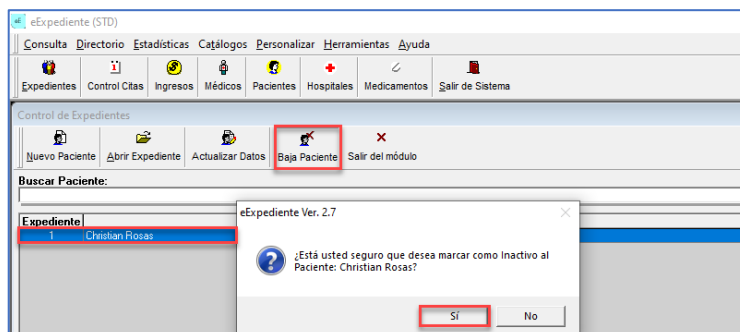 eExpediente (STD)
Consulta Directorio Estadísticas Catálogos Personalizar Herramientas Ayuda
Expedientes Control Citas Ingresos Médicos Pacientes Hospitales Medicamentos Salir de Sistema
Control de Expedientes
Nuevo Paciente Abrir Expediente Actualizar Datos Baja Paciente Salir del módulo
Buscar Paciente:
Expediente
1 Christian Rosas
eExpediente Ver. 2.7
¿Está usted seguro que desea marcar como Inactivo al
Paciente: Christian Rosas?
Sí No